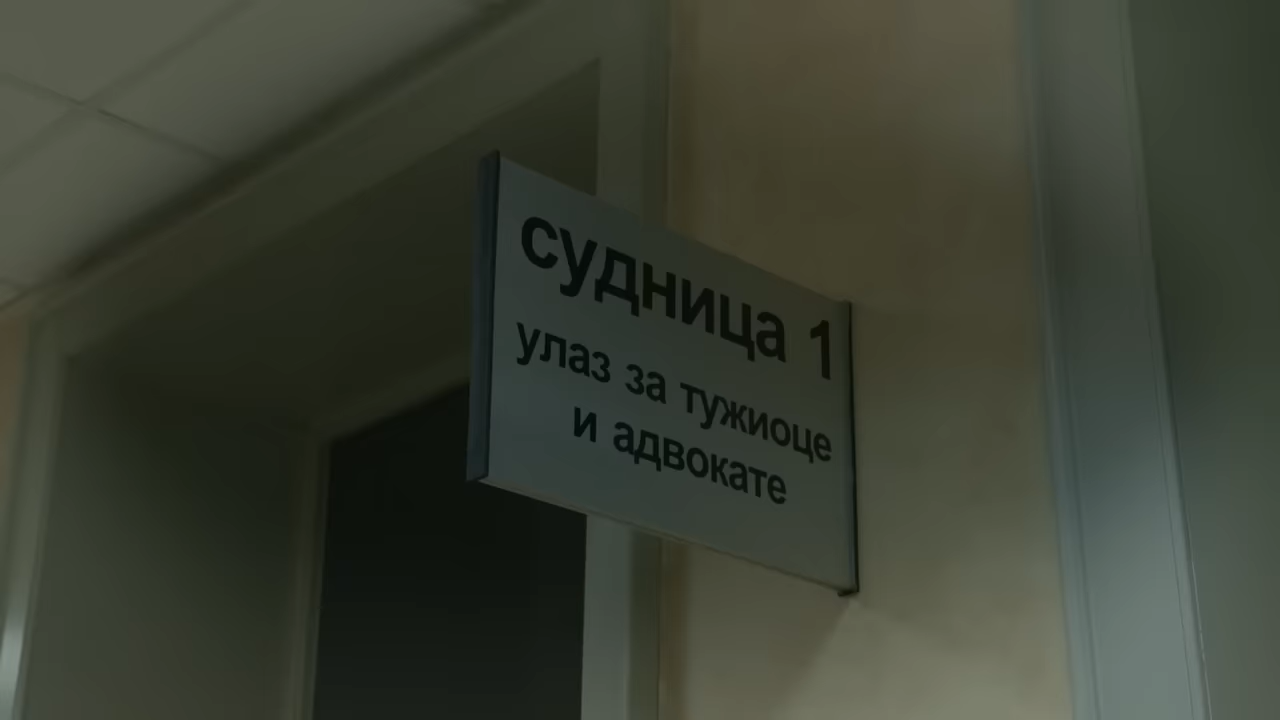 судница 1
улаз за тужиоце
и адвокате